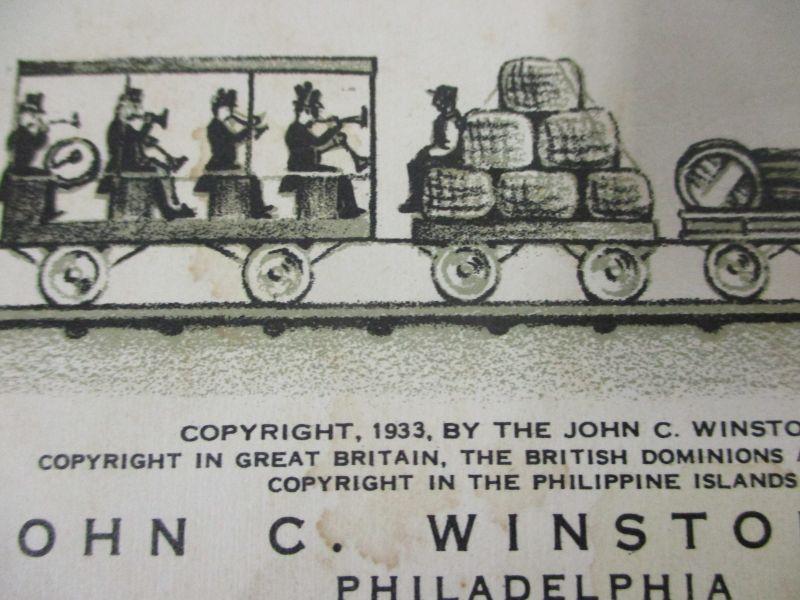 COPYRIGHT, 1933, BY THE JOHN C. WINSTO
COPYRIGHT IN GREAT BRITAIN, THE BRITISH DOMINIONS
COPYRIGHT IN THE PHILIPPINE ISLANDS
OHN C. WINSTO
PHILADELPHIA